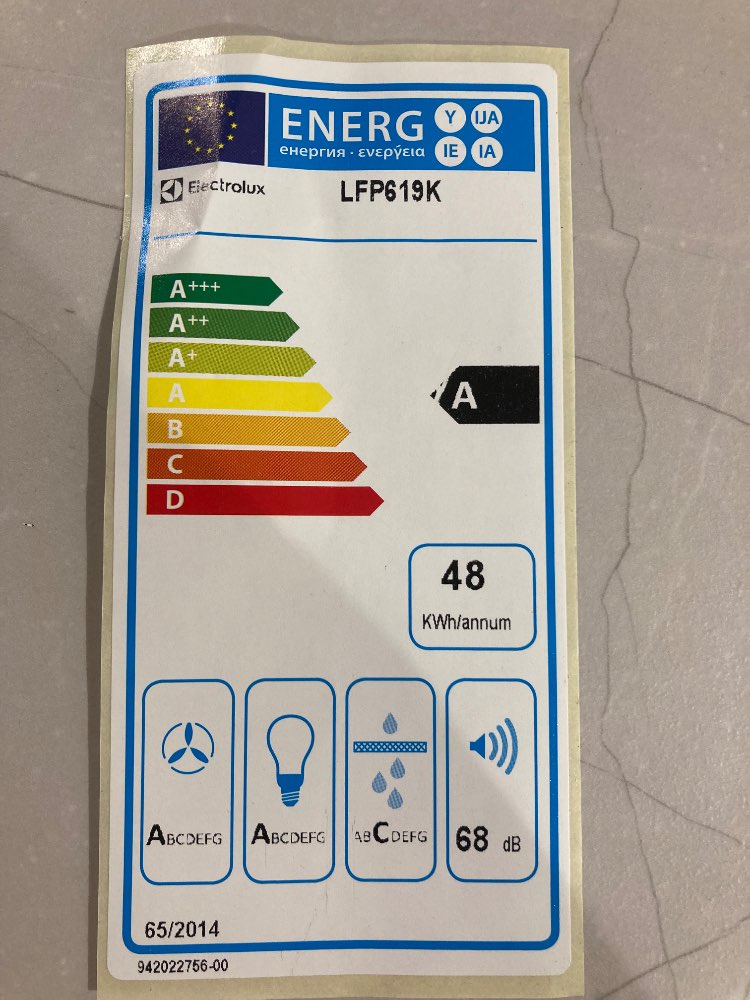 ENERG Y IJA
енергия · ενεργεια IE IA
Electrolux LFP619K
A+++
A++
A+
A
A
B
C
D
48
KWh/annum
ABCDEFG
ABCDEFG
ABCDEFG
68 dB
65/2014
942022756-00